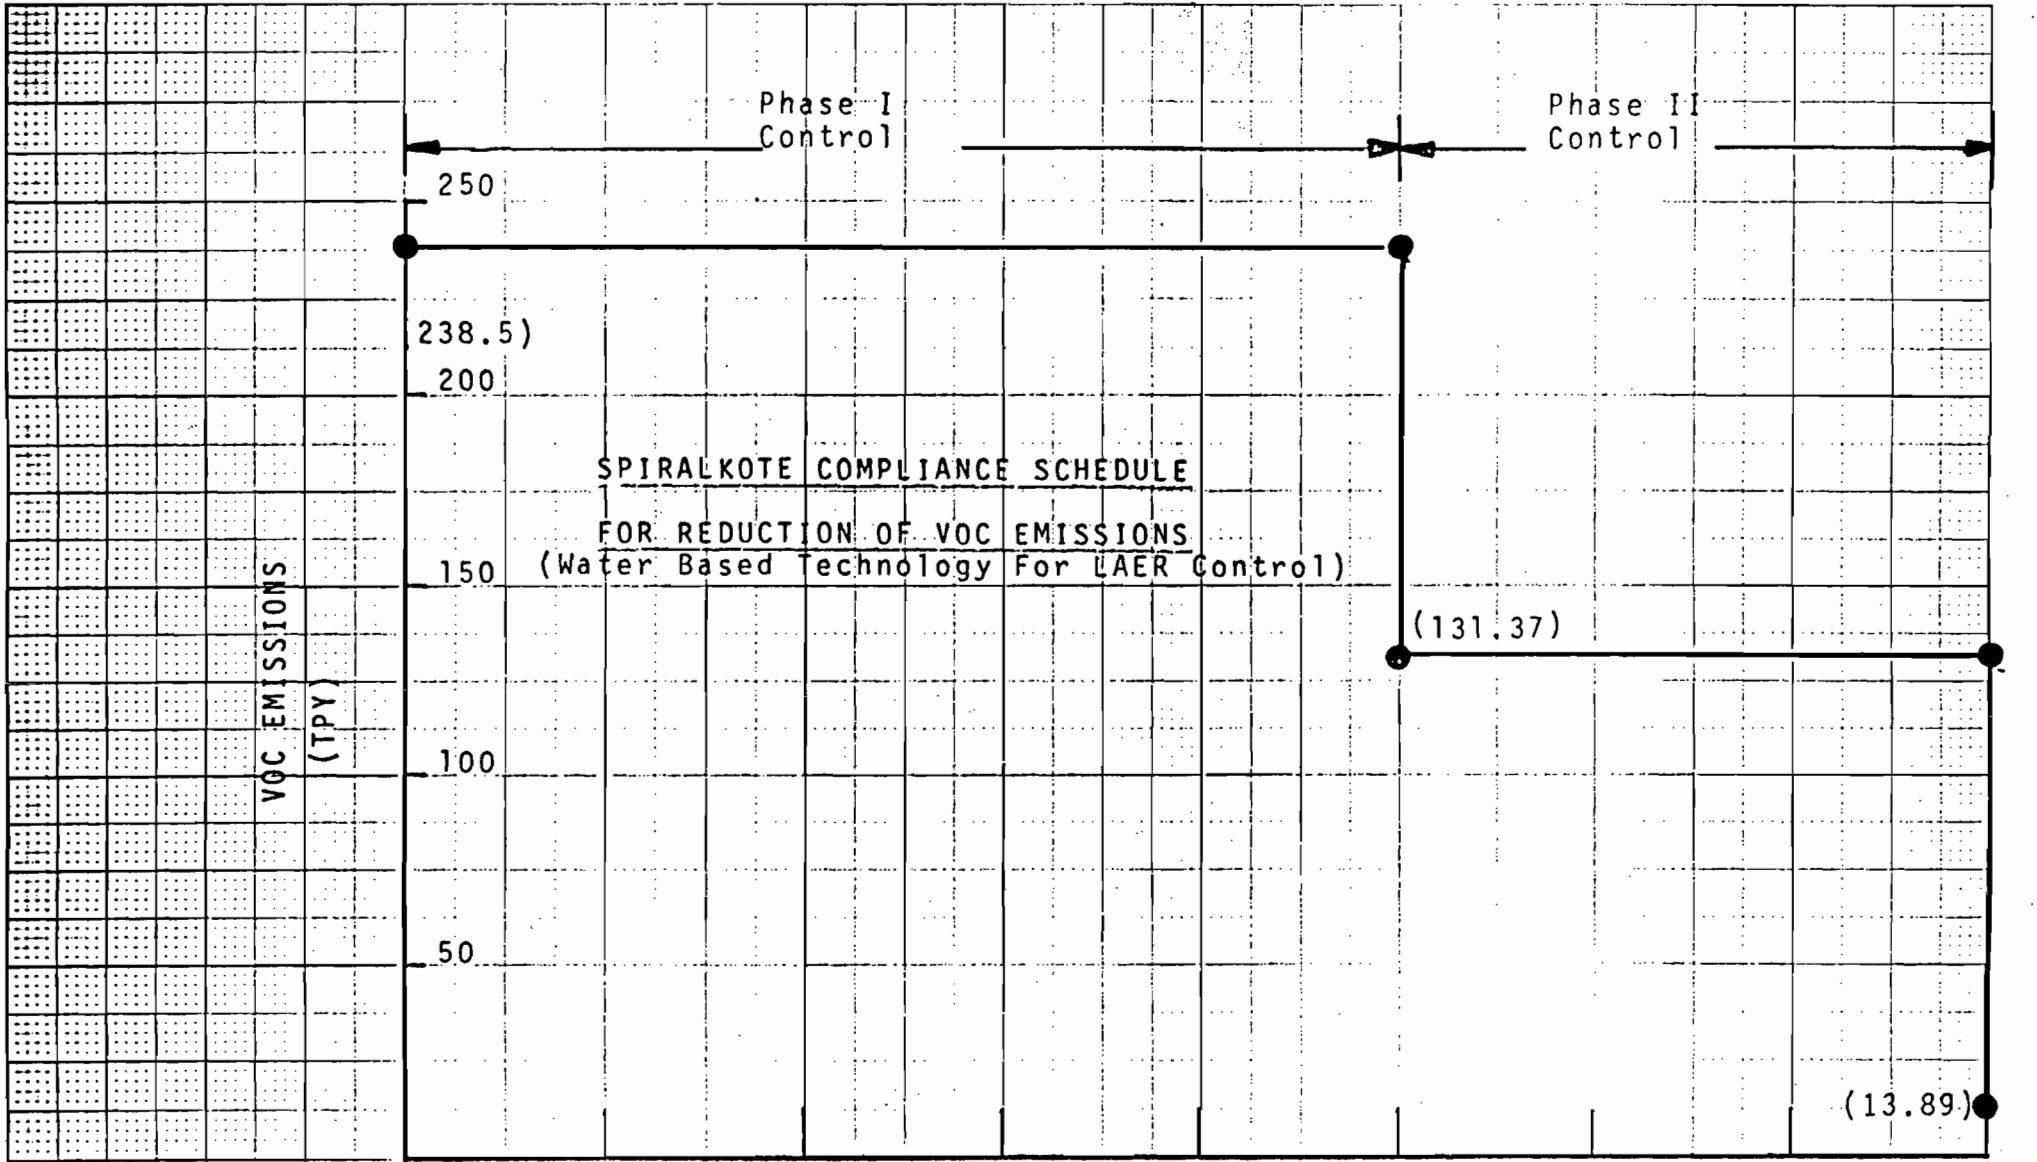 Phase I
Control
Phase II
Control
250
238.5)
200
SPIRALKOTE COMPLIANCE SCHEDULE
FOR REDUCTION OF VOC EMISSIONS
(Water Based Technology For LAER Control)
150
(131.37)
VOC EMISSIONS
(TPY)
100
50
(13.89)